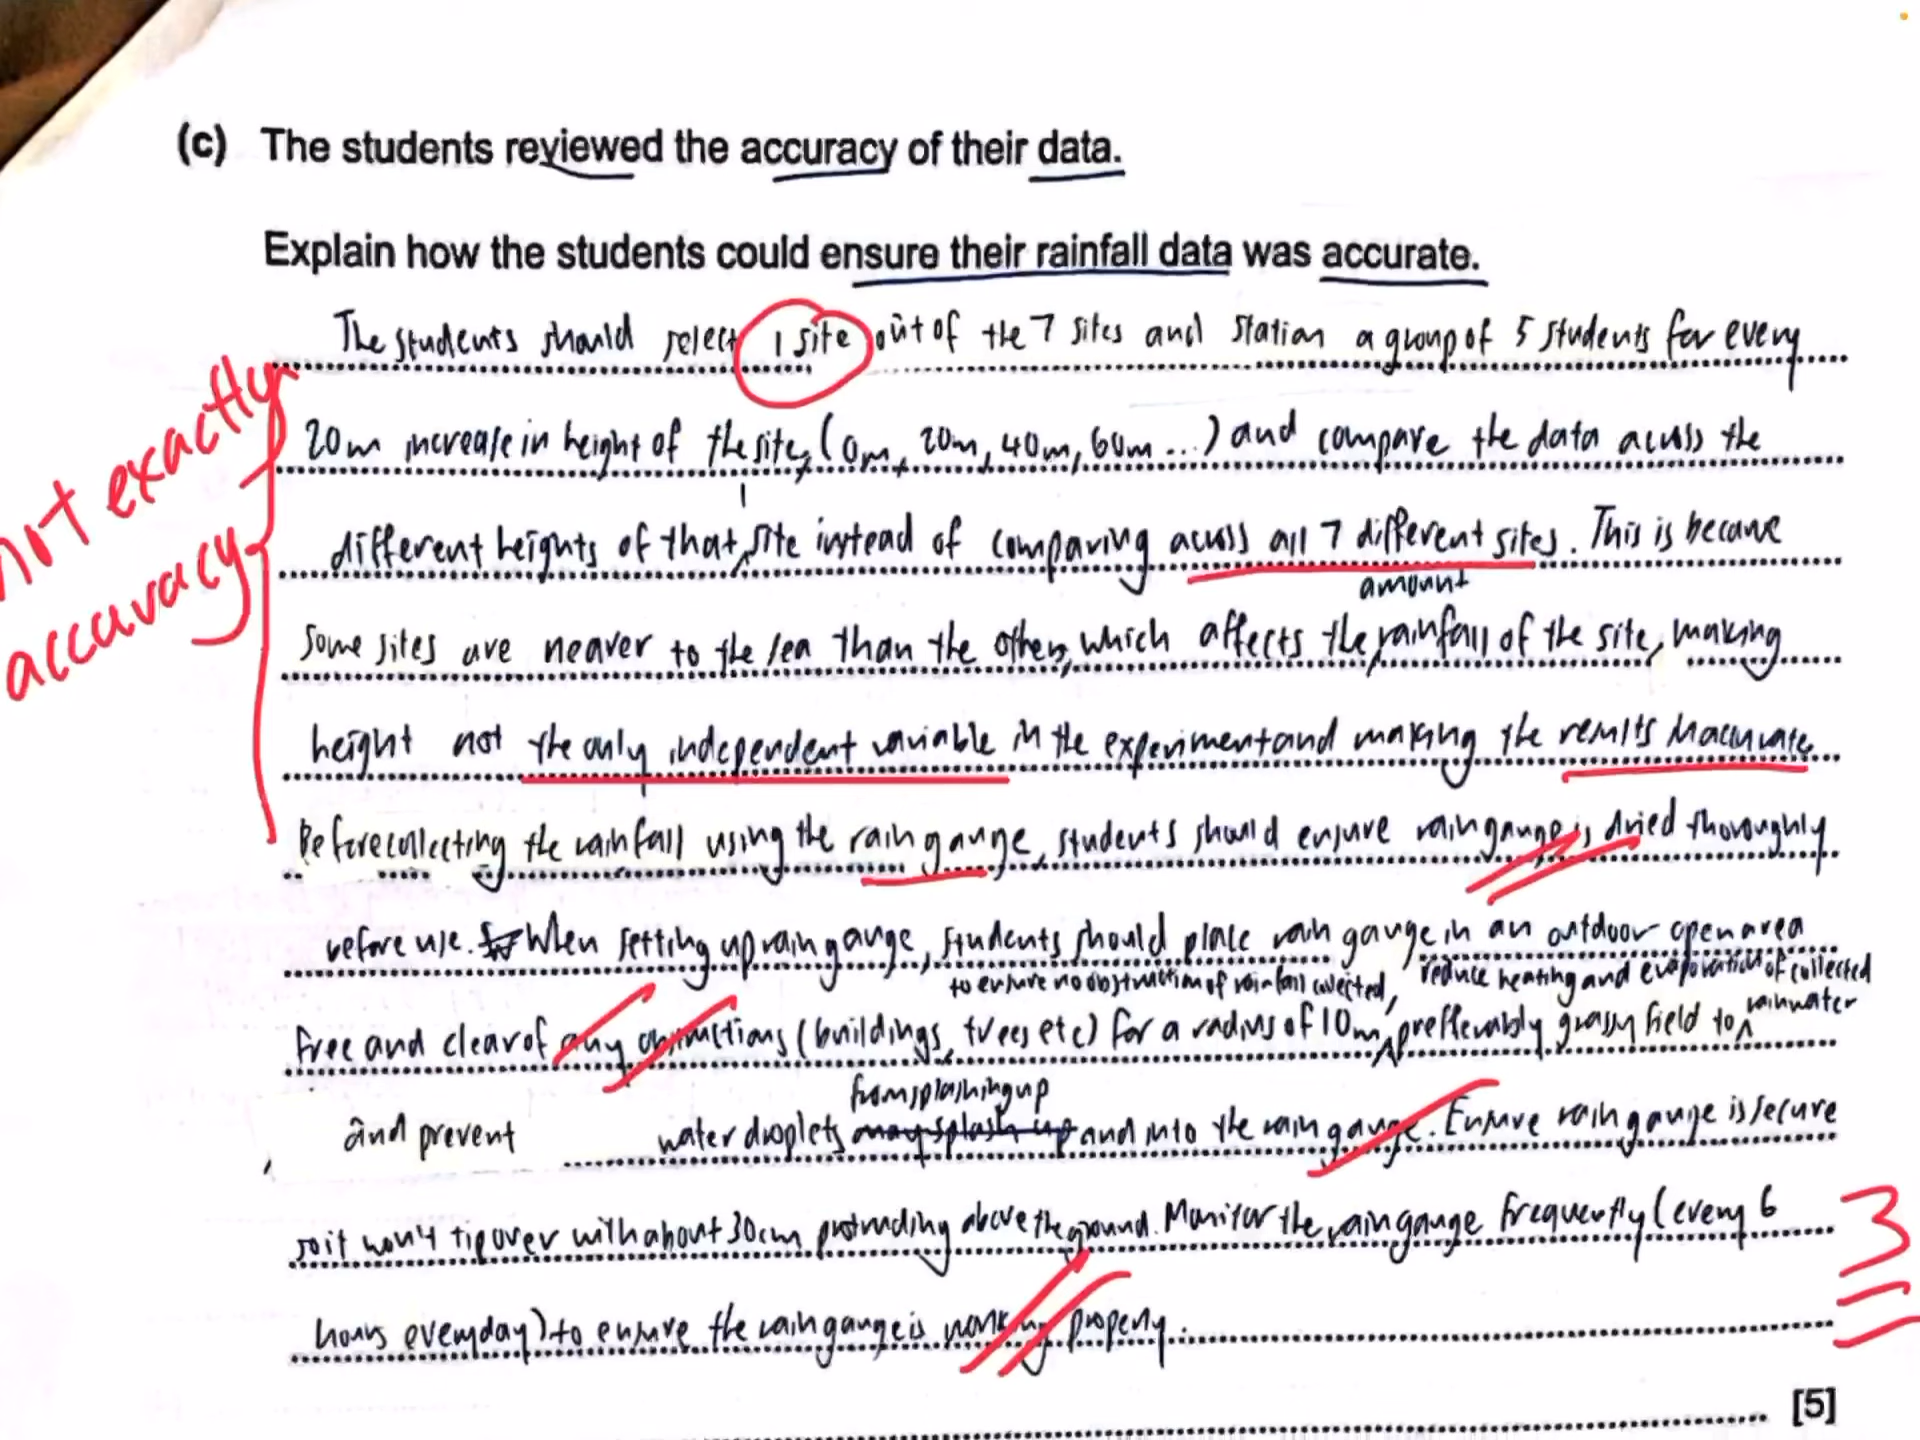 (c) The students reviewed the accuracy of their data.
Explain how the students could ensure their rainfall data was accurate.
The students should select 1 site out of the 7 sites and station a group of 5 students for every
20m increase in height of the site, (0m, 20m, 40m, 60m ...) and compare the data across the
different heights of that 1 site instead of comparing across all 7 different sites. This is because
amount
some sites are nearer to the sea than the others, which affects the rainfall of the site, making
height not the only independent variable in the experiment and making the results inaccurate.
Before collecting the rainfall using the rain gauge, students should ensure rain gauge is dried thoroughly
before use. When setting up rain gauge, students should place rain gauge in an outdoor open area
to ensure no obstruction of rainfall collected, reduce heating and evaporation of collected
rainwater
free and clear of any obstructions (buildings, trees etc) for a radius of 10m, prefferably grassy field to
from splashing up
and prevent water droplets may splash up and into the rain gauge. Ensure rain gauge is secure
so it won't tip over with about 30cm protruding above the ground. Monitor the rain gauge frequently (every 6
hours everyday) to ensure the rain gauge is working properly.
[5]
not exactly
accuracy
3